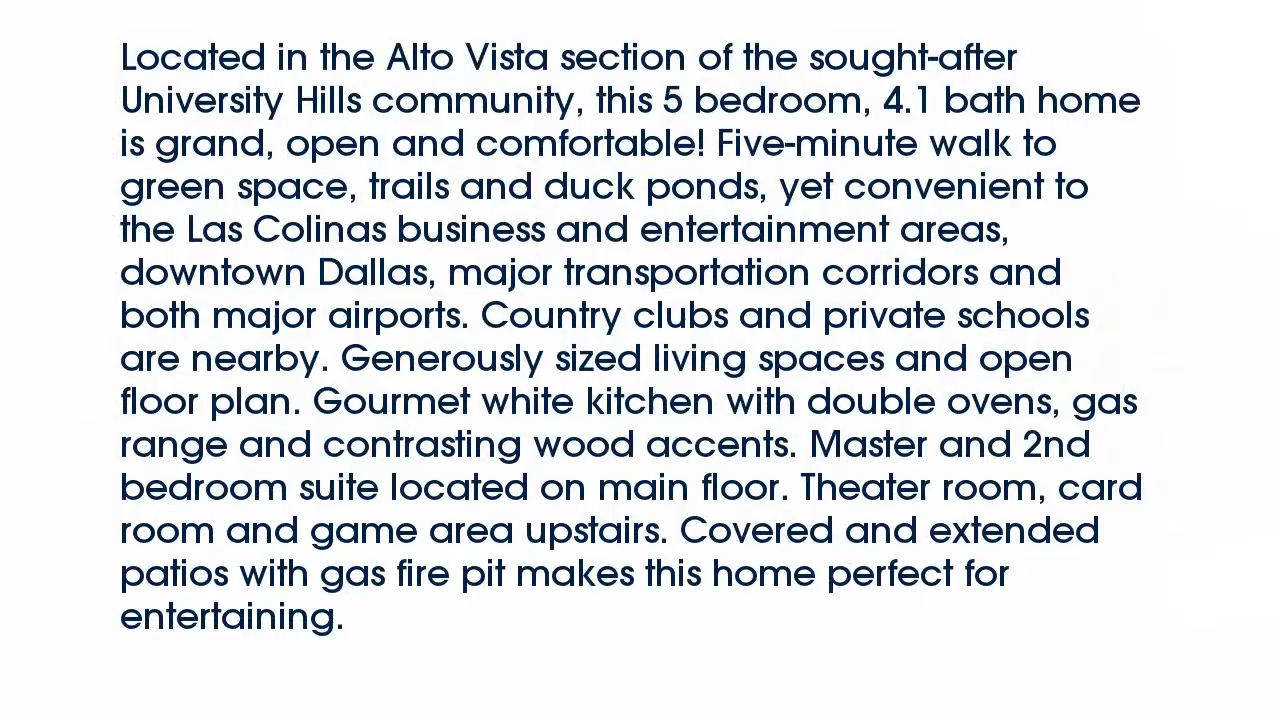 Located in the Alto Vista section of the sought-after
University Hills community, this 5 bedroom, 4.1 bath home
is grand, open and comfortable! Five-minute walk to
green space, trails and duck ponds, yet convenient to
the Las Colinas business and entertainment areas,
downtown Dallas, major transportation corridors and
both major airports. Country clubs and private schools
are nearby. Generously sized living spaces and open
floor plan. Gourmet white kitchen with double ovens, gas
range and contrasting wood accents. Master and 2nd
bedroom suite located on main floor. Theater room, card
room and game area upstairs. Covered and extended
patios with gas fire pit makes this home perfect for
entertaining.